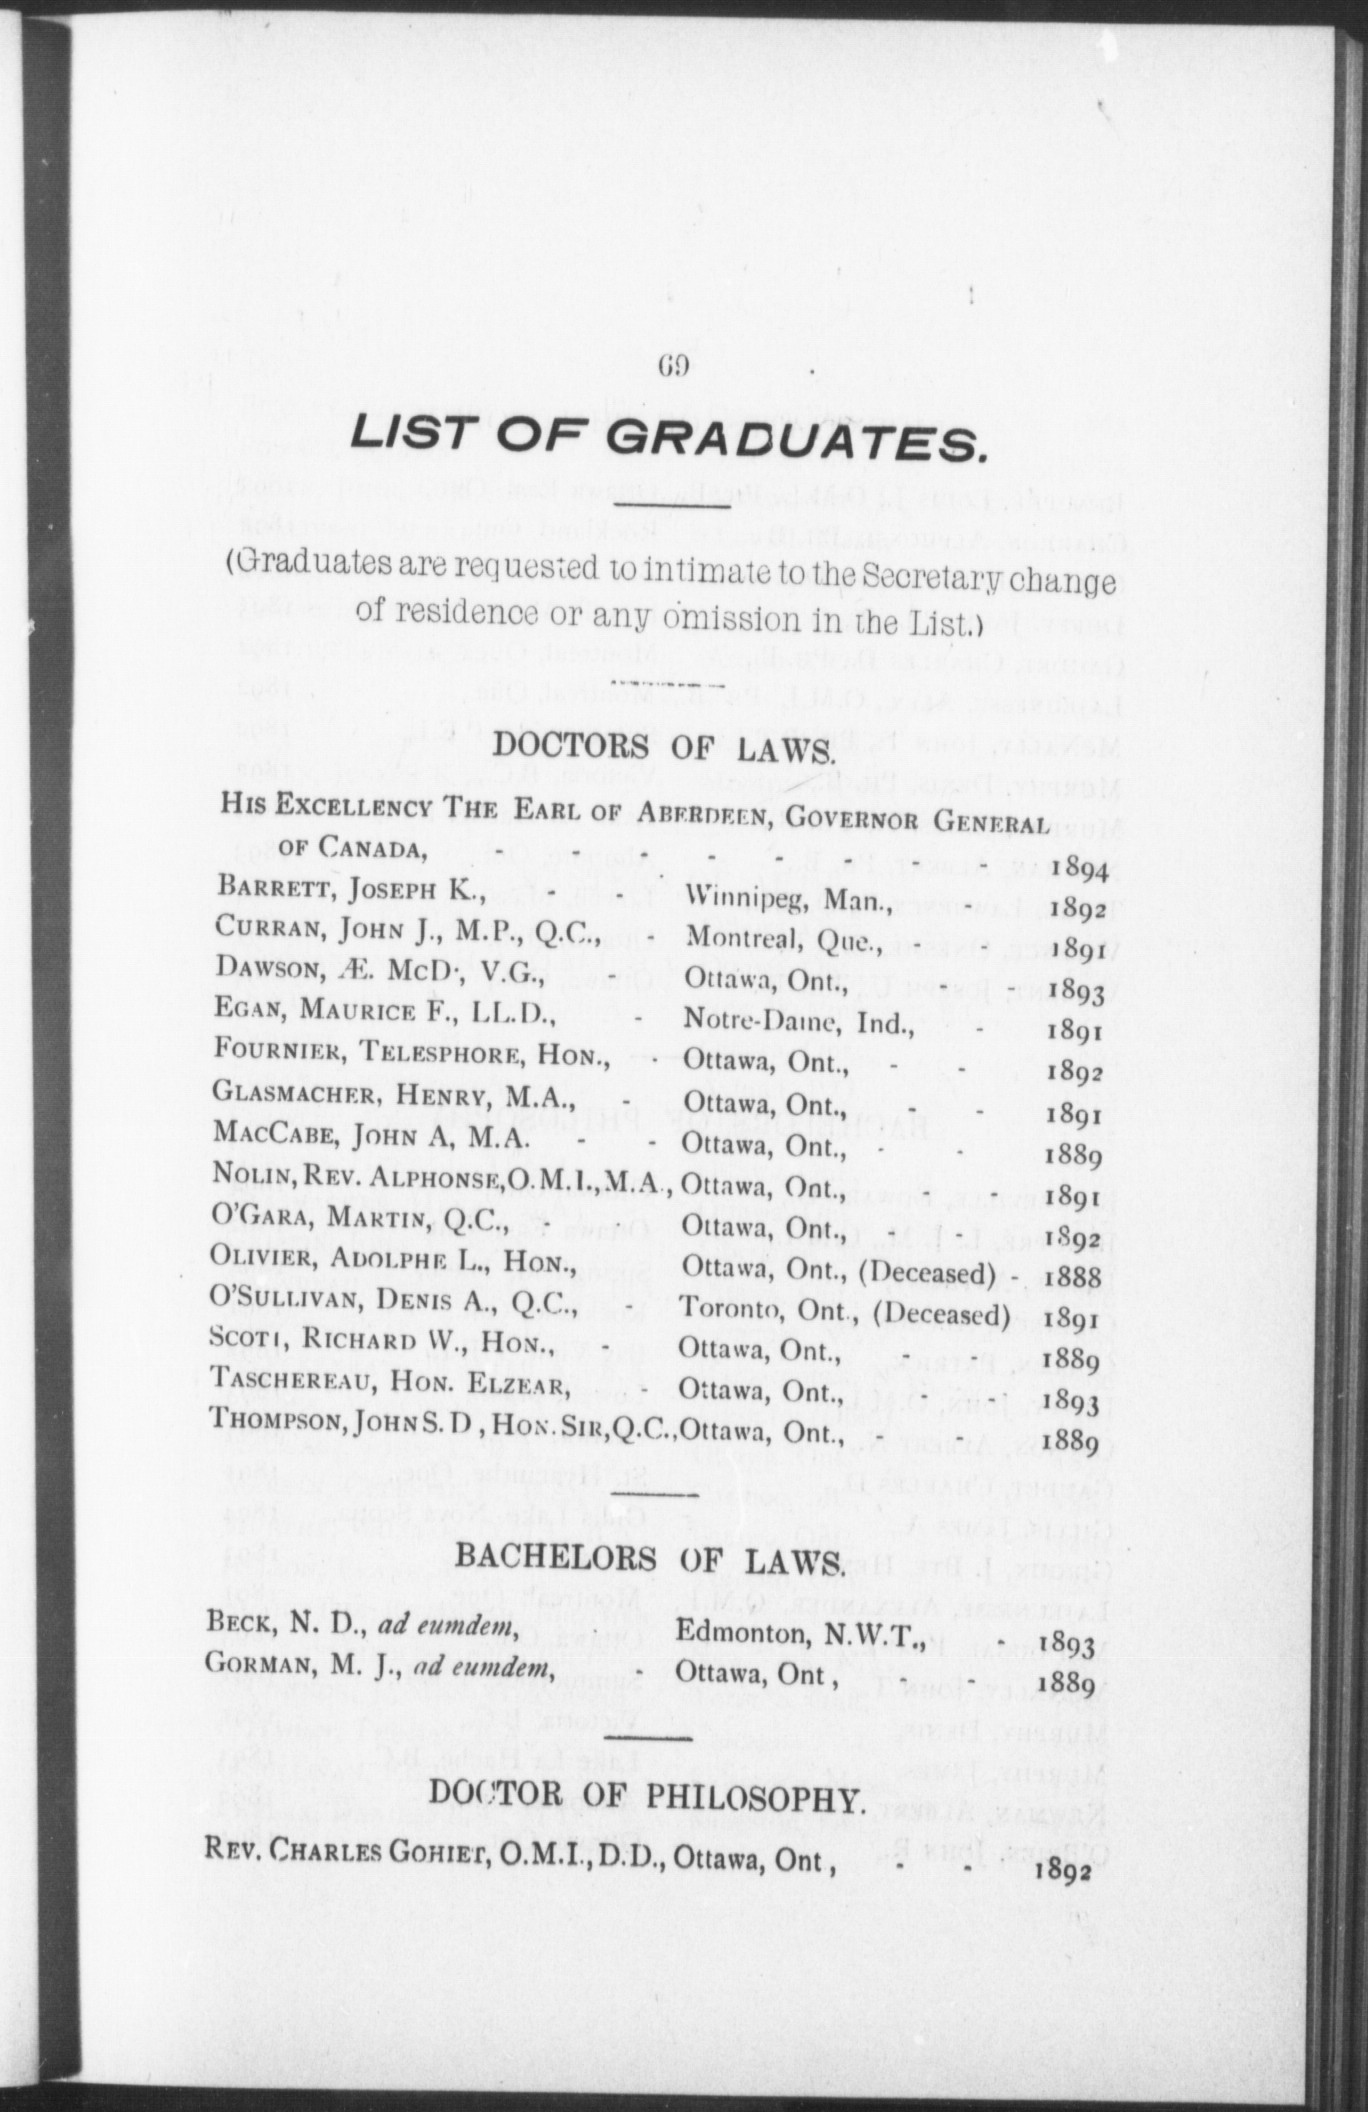 69
LIST OF GRADUATES.
(Graduates are requested to intimate to the Secretary change
of residence or any omission in the List.)
DOCTORS OF LAWS.
HIS EXCELLENCY THE EARL OF ABERDEEN, GOVERNOR GENERAL
OF CANADA, - - - - - - - - 1894
BARRETT, JOSEPH K., - - Winnipeg, Man., - 1892
CURRAN, JOHN J., M.P., Q.C., - Montreal, Que., - - 1891
DAWSON, Æ. McD., V.G., - Ottawa, Ont., - - 1893
EGAN, MAURICE F., LL.D., - Notre-Dame, Ind., - 1891
FOURNIER, TELESPHORE, HON., - Ottawa, Ont., - - 1892
GLASMACHER, HENRY, M.A., - Ottawa, Ont., - - 1891
MACCABE, JOHN A, M.A. - - Ottawa, Ont., - - 1889
NOLIN, REV. ALPHONSE, O.M.I., M.A., Ottawa, Ont., - - 1891
O'GARA, MARTIN, Q.C., - - Ottawa, Ont., - - 1892
OLIVIER, ADOLPHE L., HON., Ottawa, Ont., (Deceased) - 1888
O'SULLIVAN, DENIS A., Q.C., - Toronto, Ont., (Deceased) 1891
SCOTT, RICHARD W., HON., - Ottawa, Ont., - - 1889
TASCHEREAU, HON. ELZEAR, - Ottawa, Ont., - - 1893
THOMPSON, JOHN S. D, HON. SIR, Q.C., Ottawa, Ont., - - 1889
BACHELORS OF LAWS.
BECK, N. D., ad eumdem, Edmonton, N.W.T., - 1893
GORMAN, M. J., ad eumdem, - Ottawa, Ont, - - 1889
DOCTOR OF PHILOSOPHY.
REV. CHARLES GOHIET, O.M.I., D.D., Ottawa, Ont, - - 1892